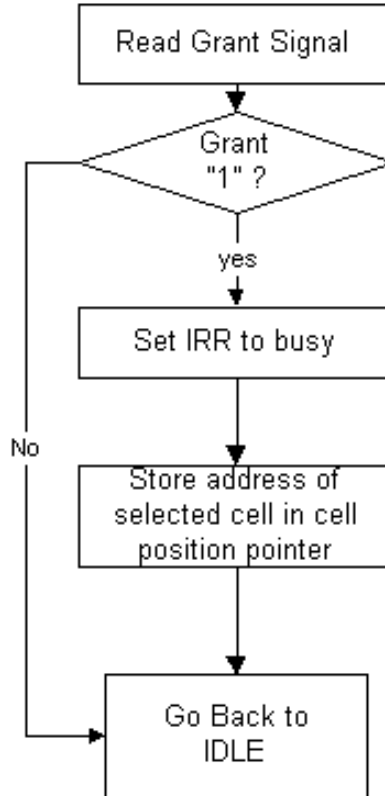 Read Grant Signal
Grant
"1" ?
yes
Set IRR to busy
No
Store address of
selected cell in cell
position pointer
Go Back to
IDLE